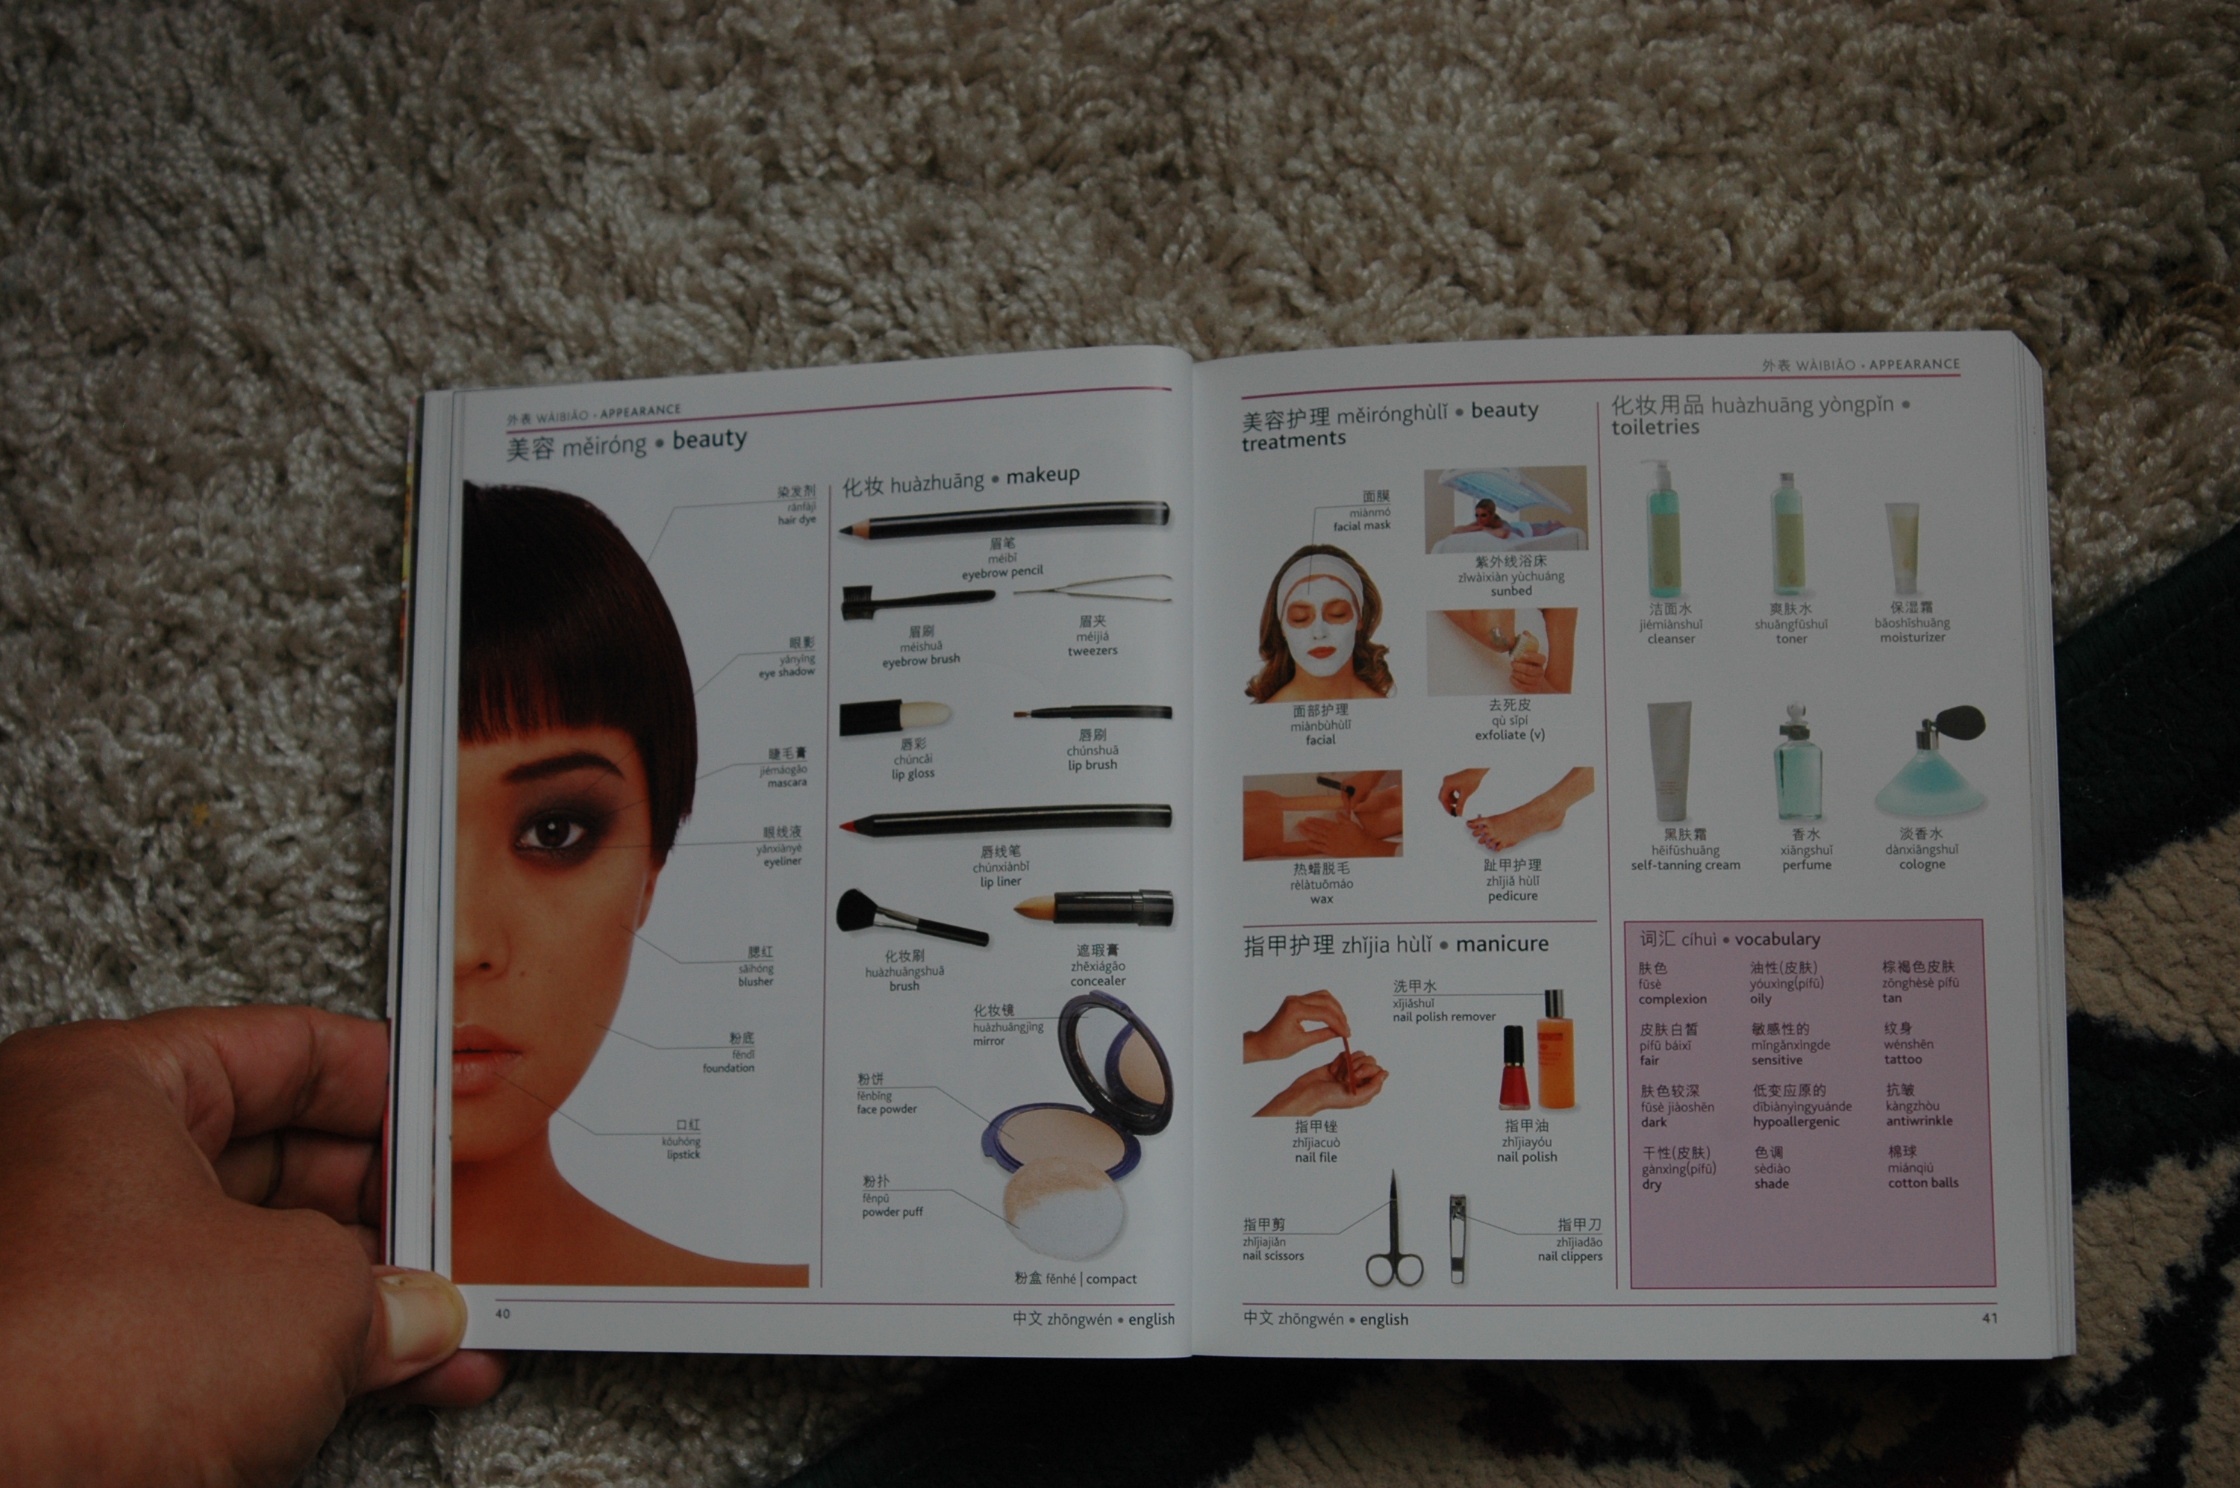 外表 WÀIBIǍO • APPEARANCE
美容 měiróng • beauty
染发剂
rǎnfàjì
hair dye
眼影
yǎnyǐng
eye shadow
睫毛膏
jiémáogāo
mascara
眼线液
yǎnxiànyè
eyeliner
腮红
sāihóng
blusher
粉底
fěndǐ
foundation
口红
kǒuhóng
lipstick
化妆 huàzhuāng • makeup
眉笔
méibǐ
eyebrow pencil
眉刷
méishuā
eyebrow brush
眉夹
méijiā
tweezers
唇彩
chúncǎi
lip gloss
唇刷
chúnshuā
lip brush
唇线笔
chúnxiànbǐ
lip liner
化妆刷
huàzhuāngshuā
brush
遮瑕膏
zhēxiágāo
concealer
化妆镜
huàzhuāngjìng
mirror
粉饼
fěnbǐng
face powder
粉扑
fěnpū
powder puff
粉盒 fěnhé | compact
40
中文 zhōngwén • english
外表 WÀIBIǍO • APPEARANCE
美容护理 měirónghùlǐ • beauty
treatments
面膜
miànmó
facial mask
面部护理
miànbùhùlǐ
facial
紫外线浴床
zǐwàixiàn yùchuáng
sunbed
去死皮
qù sǐpí
exfoliate (v)
热蜡脱毛
rèlàtuōmáo
wax
趾甲护理
zhǐjiǎ hùlǐ
pedicure
指甲护理 zhǐjia hùlǐ • manicure
洗甲水
xǐjiǎshuǐ
nail polish remover
指甲锉
zhǐjiacuò
nail file
指甲油
zhǐjiayóu
nail polish
指甲剪
zhǐjiajiǎn
nail scissors
指甲刀
zhǐjiadāo
nail clippers
化妆用品 huàzhuāng yòngpǐn •
toiletries
洁面水
jiémiànshuǐ
cleanser
爽肤水
shuǎngfūshuǐ
toner
保湿霜
bǎoshīshuāng
moisturizer
黑肤霜
hēifūshuāng
self-tanning cream
香水
xiāngshuǐ
perfume
淡香水
dànxiāngshuǐ
cologne
词汇 cíhuì • vocabulary
肤色
fūsè
complexion
皮肤白皙
pífū báixī
fair
肤色较深
fūsè jiàoshēn
dark
干性(皮肤)
gānxìng(pífū)
dry
油性(皮肤)
yóuxìng(pífū)
oily
敏感性的
mǐngǎnxìngde
sensitive
低变应原的
dībiànyìngyuánde
hypoallergenic
色调
sèdiào
shade
棕褐色皮肤
zōnghèsè pífū
tan
纹身
wénshēn
tattoo
抗皱
kàngzhòu
antiwrinkle
棉球
miánqiú
cotton balls
中文 zhōngwén • english
41